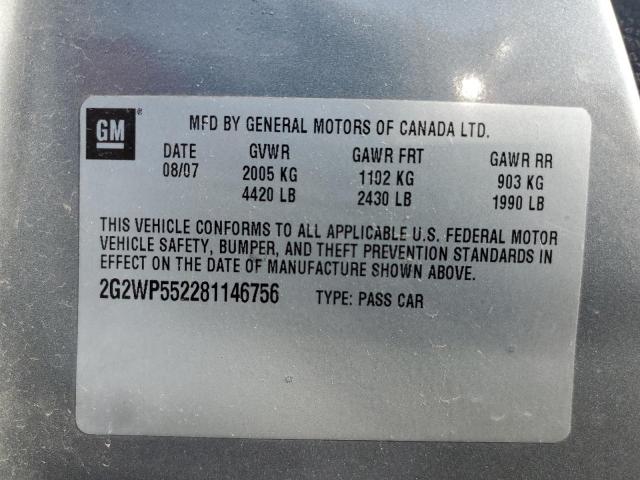 GM ®
MFD BY GENERAL MOTORS OF CANADA LTD.
DATE GVWR GAWR FRT GAWR RR
08/07 2005 KG 1102 KG 903 KG
4420 LB 2430 LB 1990 LB
THIS VEHICLE CONFORMS TO ALL APPLICABLE U.S. FEDERAL MOTOR
VEHICLE SAFETY, BUMPER, AND THEFT PREVENTION STANDARDS IN
EFFECT ON THE DATE OF MANUFACTURE SHOWN ABOVE.
2G2WP552281146756 TYPE: PASS CAR